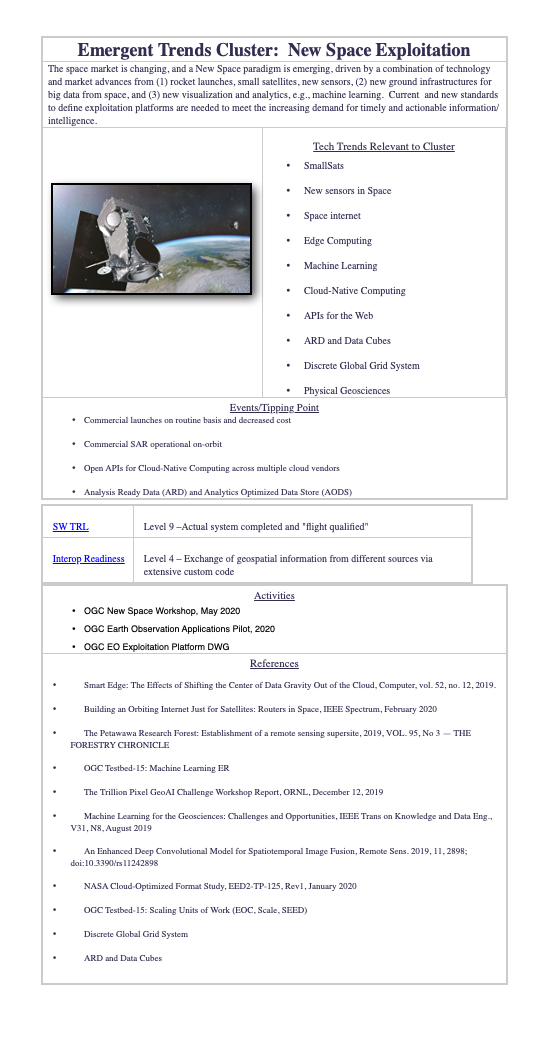 Emergent Trends Cluster:  New Space Exploitation
The space market is changing, and a New Space paradigm is emerging, driven by a combination of technology
and market advances from (1) rocket launches, small satellites, new sensors, (2) new ground infrastructures for
big data from space, and (3) new visualization and analytics, e.g., machine learning.  Current  and new standards
to define exploitation platforms are needed to meet the increasing demand for timely and actionable information/
intelligence.
Tech Trends Relevant to Cluster
• SmallSats
• New sensors in Space
• Space internet
• Edge Computing
• Machine Learning
• Cloud-Native Computing
• APIs for the Web
• ARD and Data Cubes
• Discrete Global Grid System
• Physical Geosciences
Events/Tipping Point
• Commercial launches on routine basis and decreased cost
• Commercial SAR operational on-orbit
• Open APIs for Cloud-Native Computing across multiple cloud vendors
• Analysis Ready Data (ARD) and Analytics Optimized Data Store (AODS)
SW TRL
Level 9 –Actual system completed and "flight qualified"
Interop Readiness
Level 4 – Exchange of geospatial information from different sources via
extensive custom code
Activities
• OGC New Space Workshop, May 2020
• OGC Earth Observation Applications Pilot, 2020
• OGC EO Exploitation Platform DWG
References
• Smart Edge: The Effects of Shifting the Center of Data Gravity Out of the Cloud, Computer, vol. 52, no. 12, 2019.
• Building an Orbiting Internet Just for Satellites: Routers in Space, IEEE Spectrum, February 2020
• The Petawawa Research Forest: Establishment of a remote sensing supersite, 2019, VOL. 95, No 3 — THE
FORESTRY CHRONICLE
• OGC Testbed-15: Machine Learning ER
• The Trillion Pixel GeoAI Challenge Workshop Report, ORNL, December 12, 2019
• Machine Learning for the Geosciences: Challenges and Opportunities, IEEE Trans on Knowledge and Data Eng.,
V31, N8, August 2019
• An Enhanced Deep Convolutional Model for Spatiotemporal Image Fusion, Remote Sens. 2019, 11, 2898;
doi:10.3390/rs11242898
• NASA Cloud-Optimized Format Study, EED2-TP-125, Rev1, January 2020
• OGC Testbed-15: Scaling Units of Work (EOC, Scale, SEED)
• Discrete Global Grid System
• ARD and Data Cubes